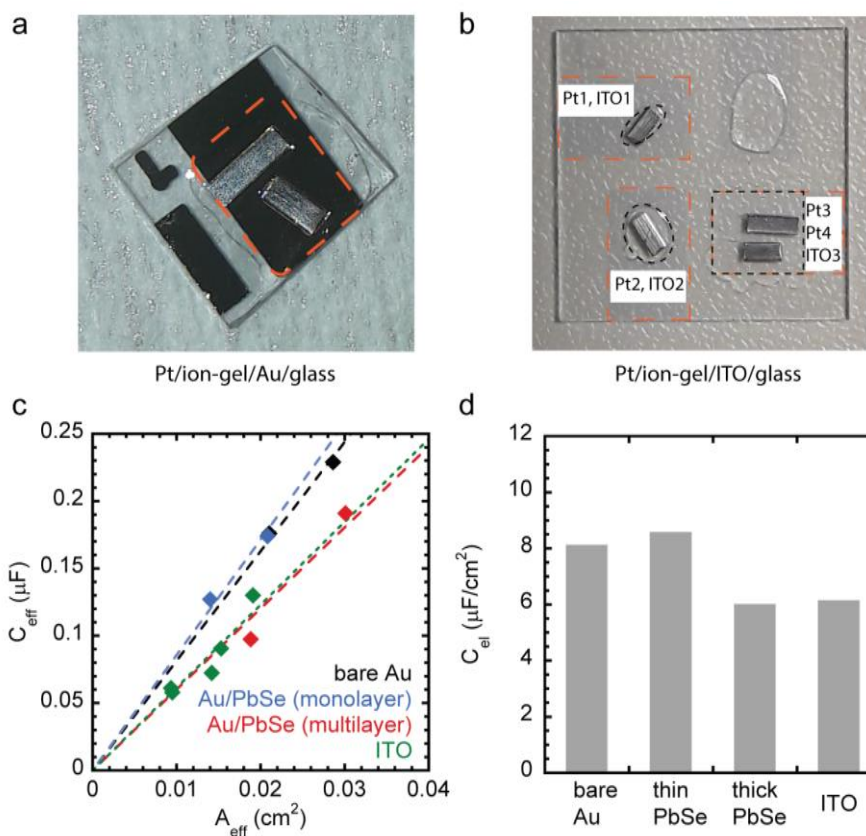 a
b
Pt1, ITO1
Pt3
Pt4
ITO3
Pt2, ITO2
Pt/ion-gel/Au/glass
Pt/ion-gel/ITO/glass
c
d
0.25
0.2
0.15
0.1
0.05
0
C_eff (μF)
bare Au
Au/PbSe (monolayer)
Au/PbSe (multilayer)
ITO
0 0.01 0.02 0.03 0.04
A_eff (cm²)
12
10
8
6
4
2
0
C_el (μF/cm²)
bare Au
thin PbSe
thick PbSe
ITO